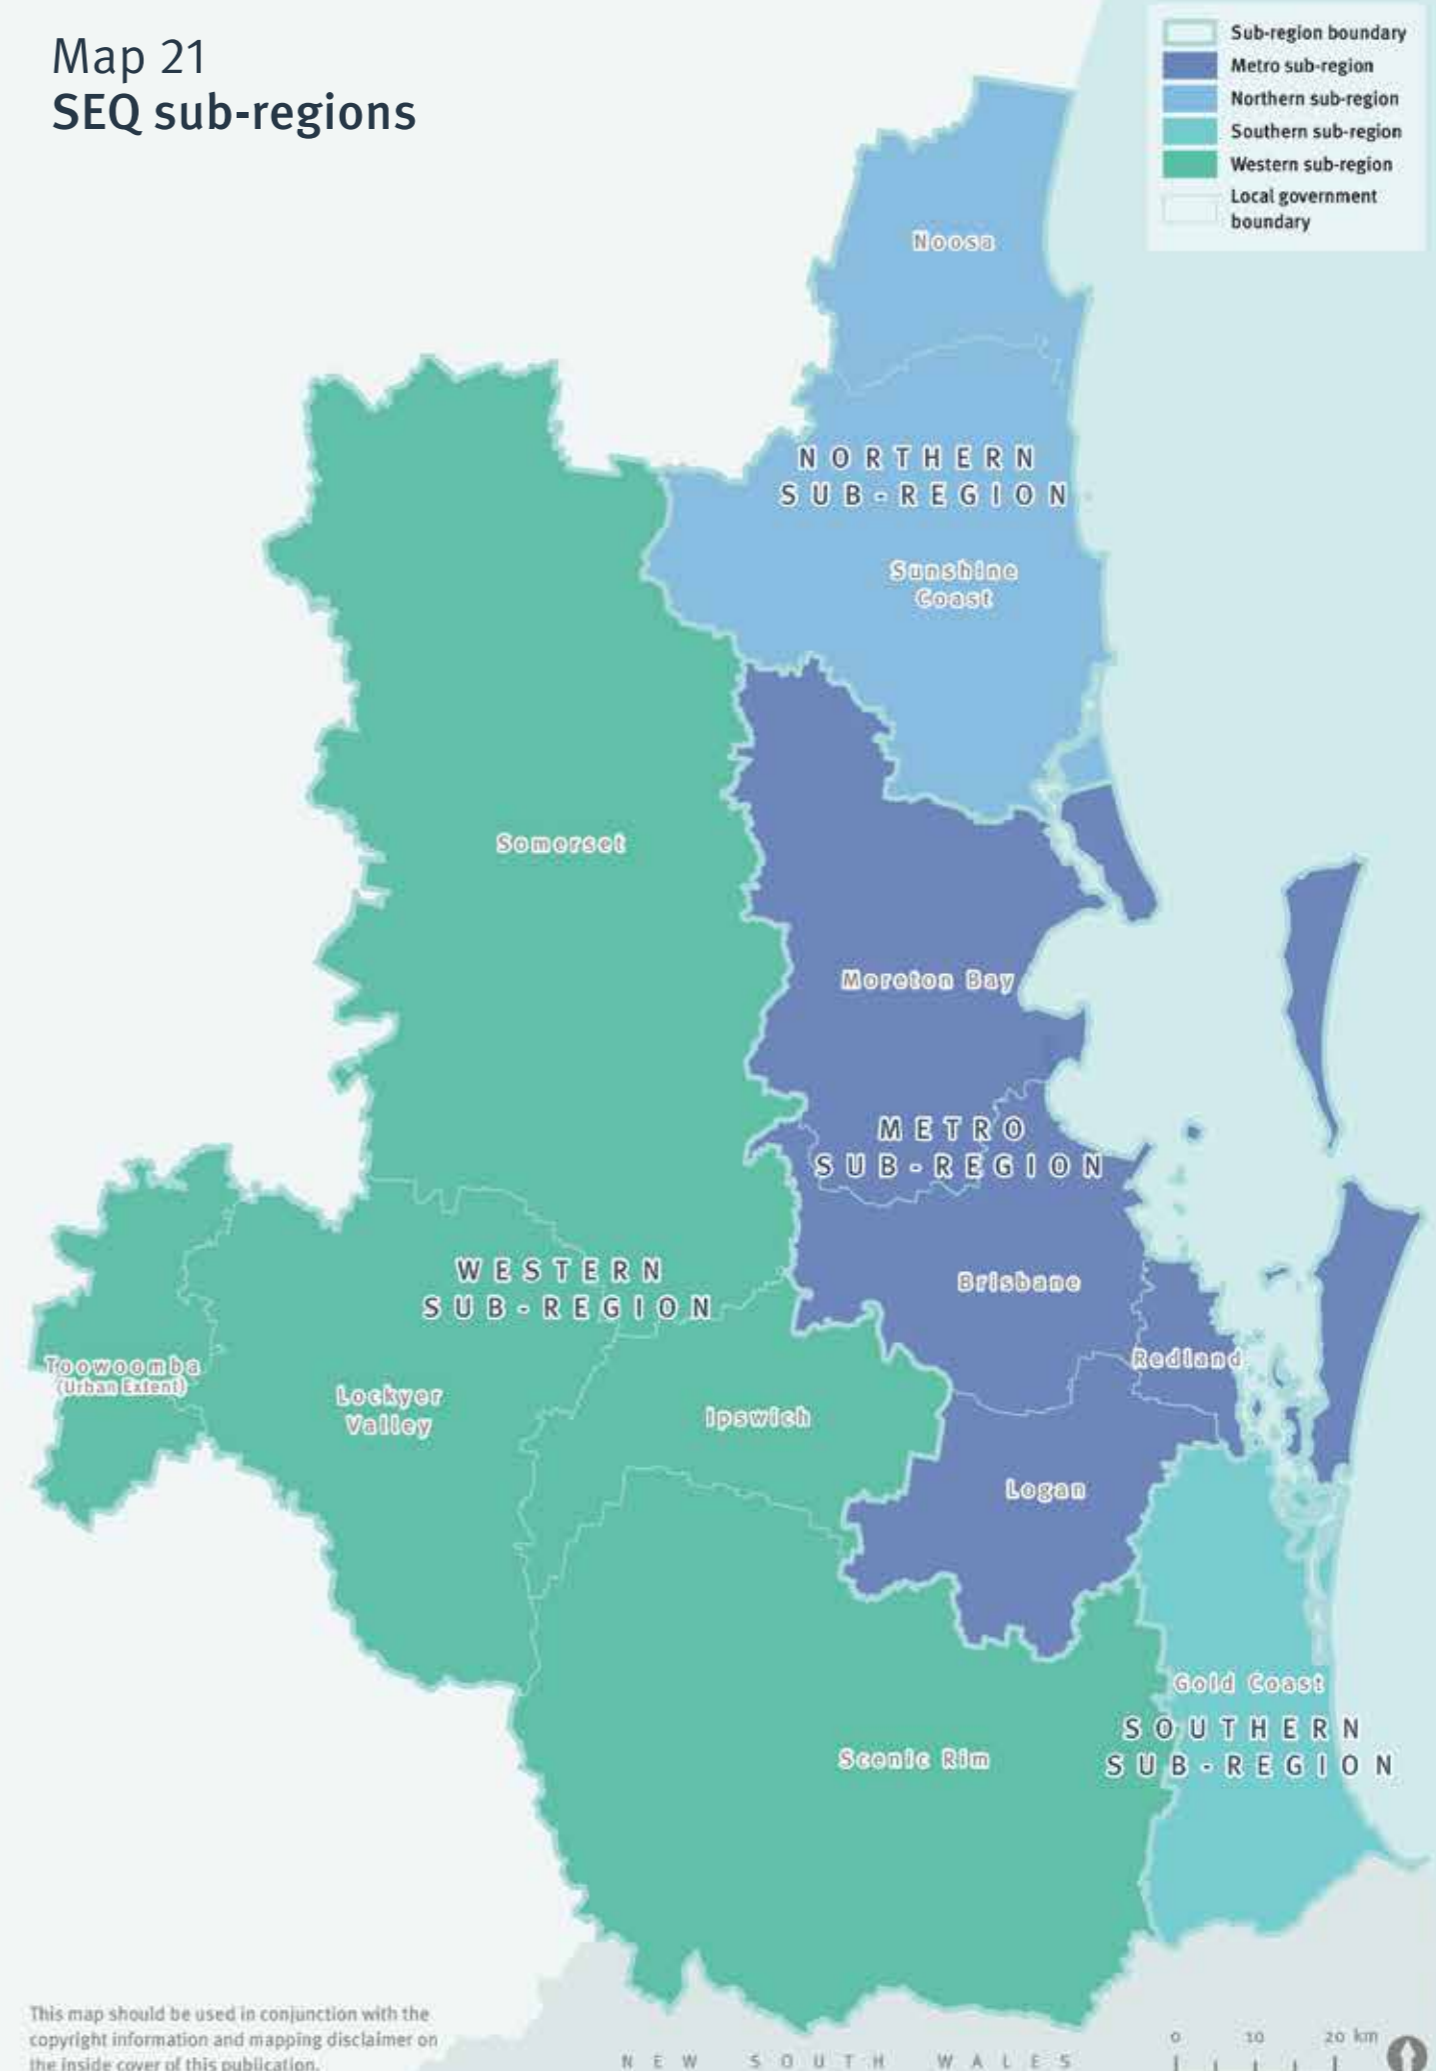 Map 21
SEQ sub-regions
Sub-region boundary
Metro sub-region
Northern sub-region
Southern sub-region
Western sub-region
Local government
boundary
Noosa
NORTHERN
SUB-REGION
Sunshine
Coast
Somerset
Moreton Bay
METRO
SUB-REGION
WESTERN
SUB-REGION
Brisbane
Redland
Toowoomba
(Urban Extent)
Lockyer
Valley
Ipswich
Logan
Gold Coast
SOUTHERN
SUB-REGION
Scenic Rim
This map should be used in conjunction with the
copyright information and mapping disclaimer on
the inside cover of this publication.
NEW SOUTH WALES
0 10 20 km